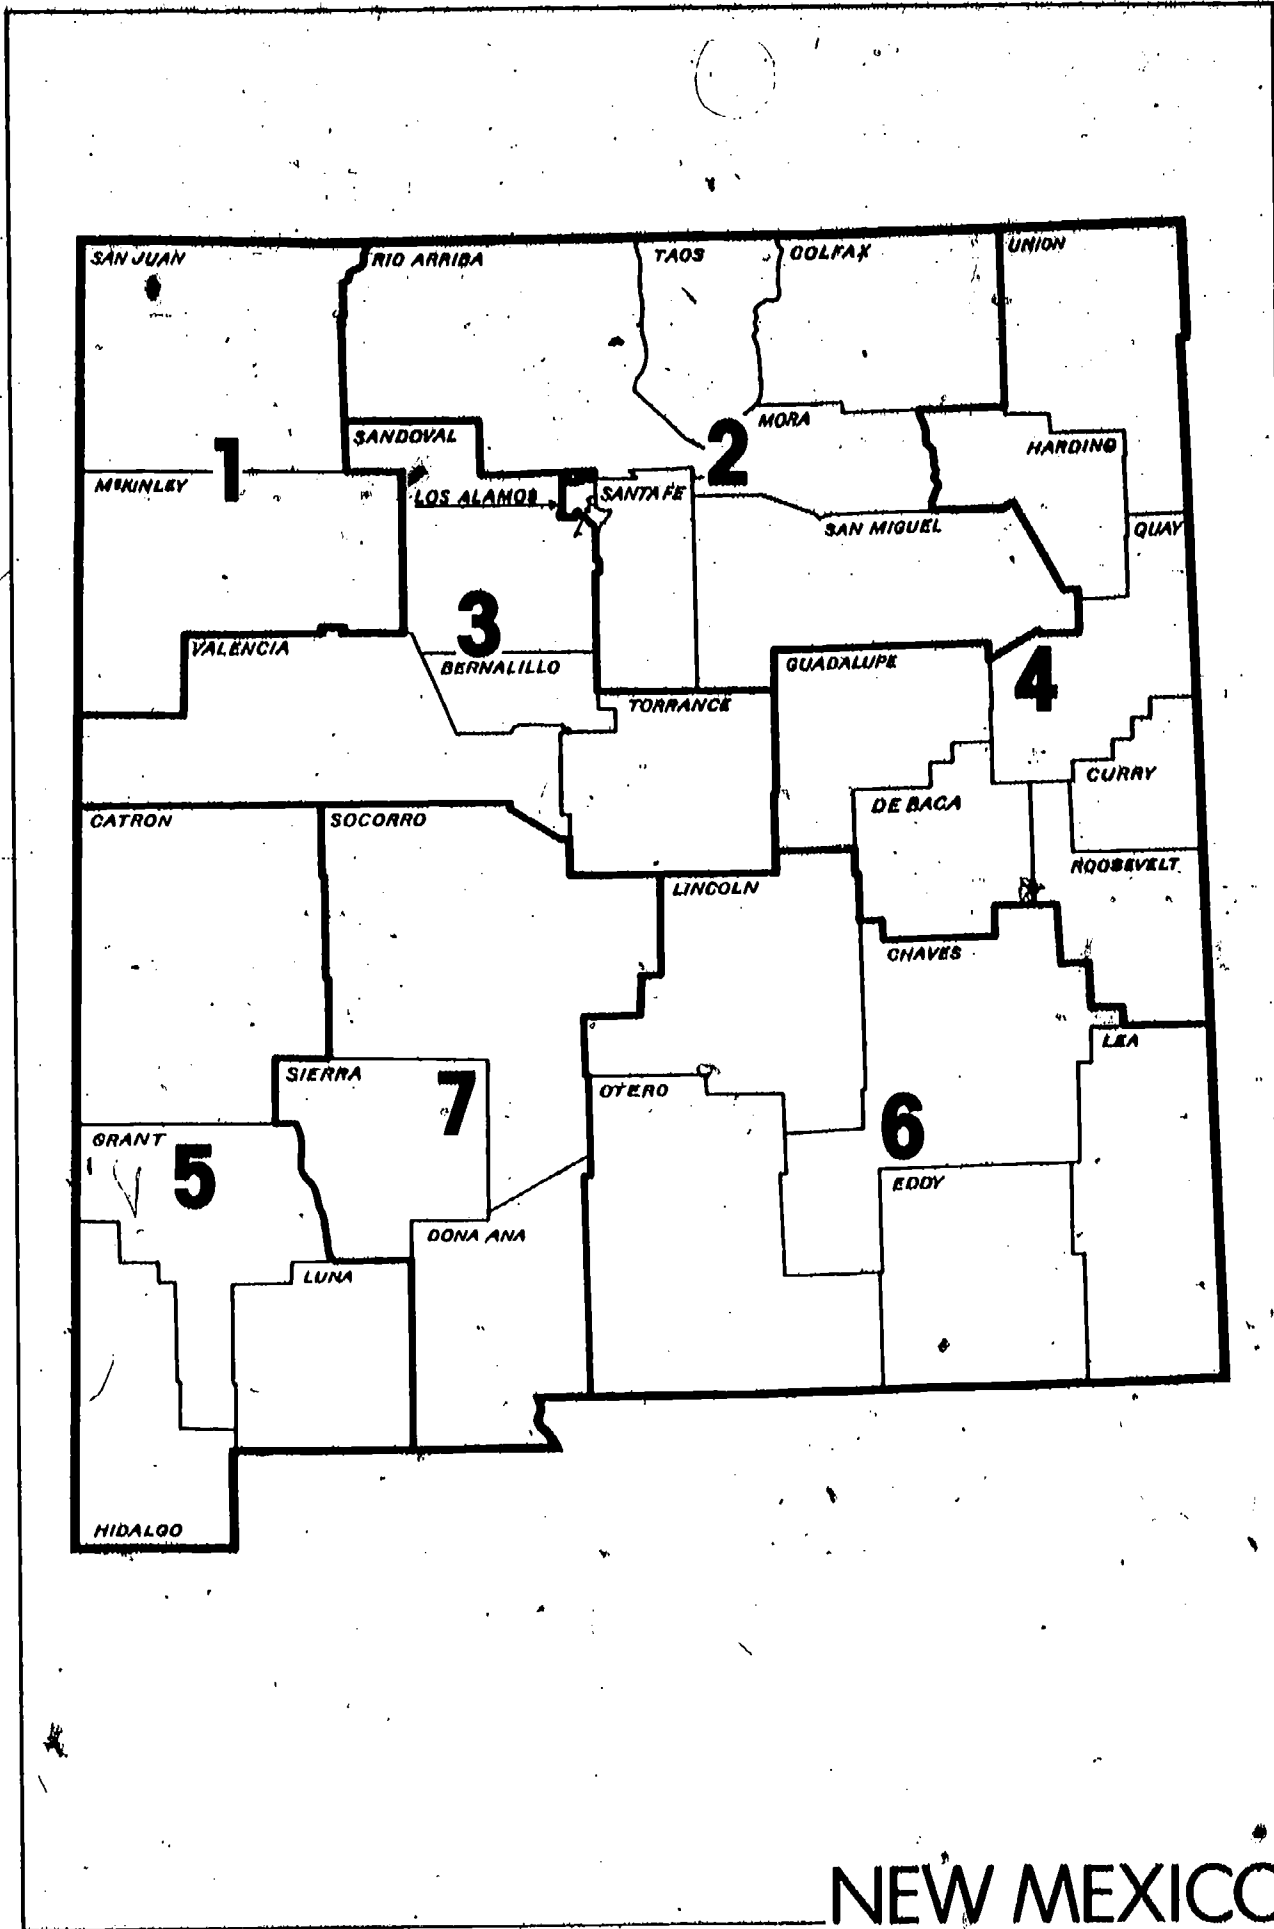 SAN JUAN
RIO ARRIBA
TAOS
COLFAX
UNION
MORA
SANDOVAL
HARDING
1
2
McKINLEY
LOS ALAMOS
SANTA FE
SAN MIGUEL
QUAY
3
VALENCIA
BERNALILLO
GUADALUPE
4
TORRANCE
CURRY
DE BACA
CATRON
SOCORRO
ROOSEVELT
LINCOLN
CHAVES
LEA
SIERRA
7
OTERO
6
GRANT
5
EDDY
DONA ANA
LUNA
HIDALGO
NEW MEXICO